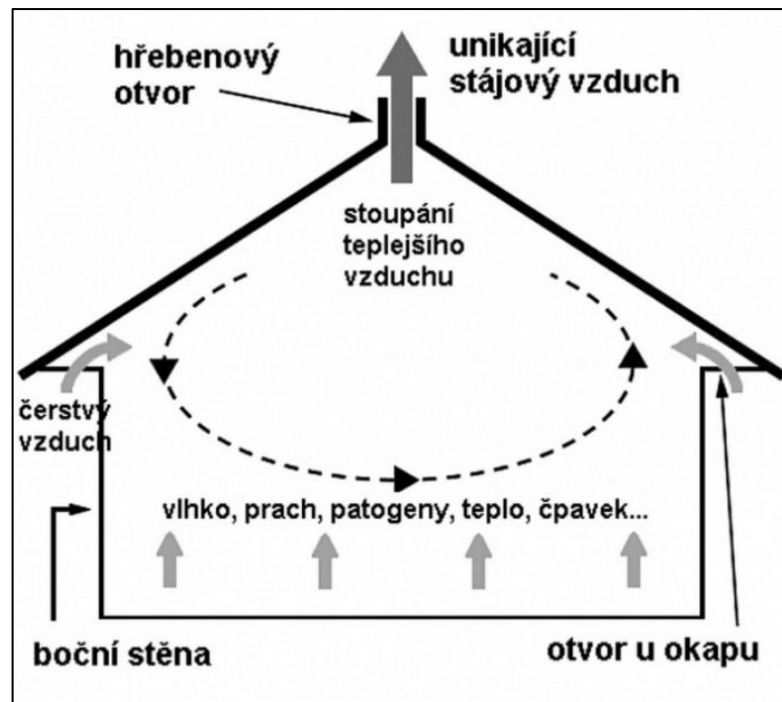 hřebenový
otvor
unikající
stájový vzduch
stoupání
teplejšího
vzduchu
čerstvý
vzduch
vlhko, prach, patogeny, teplo, čpavek...
boční stěna
otvor u okapu